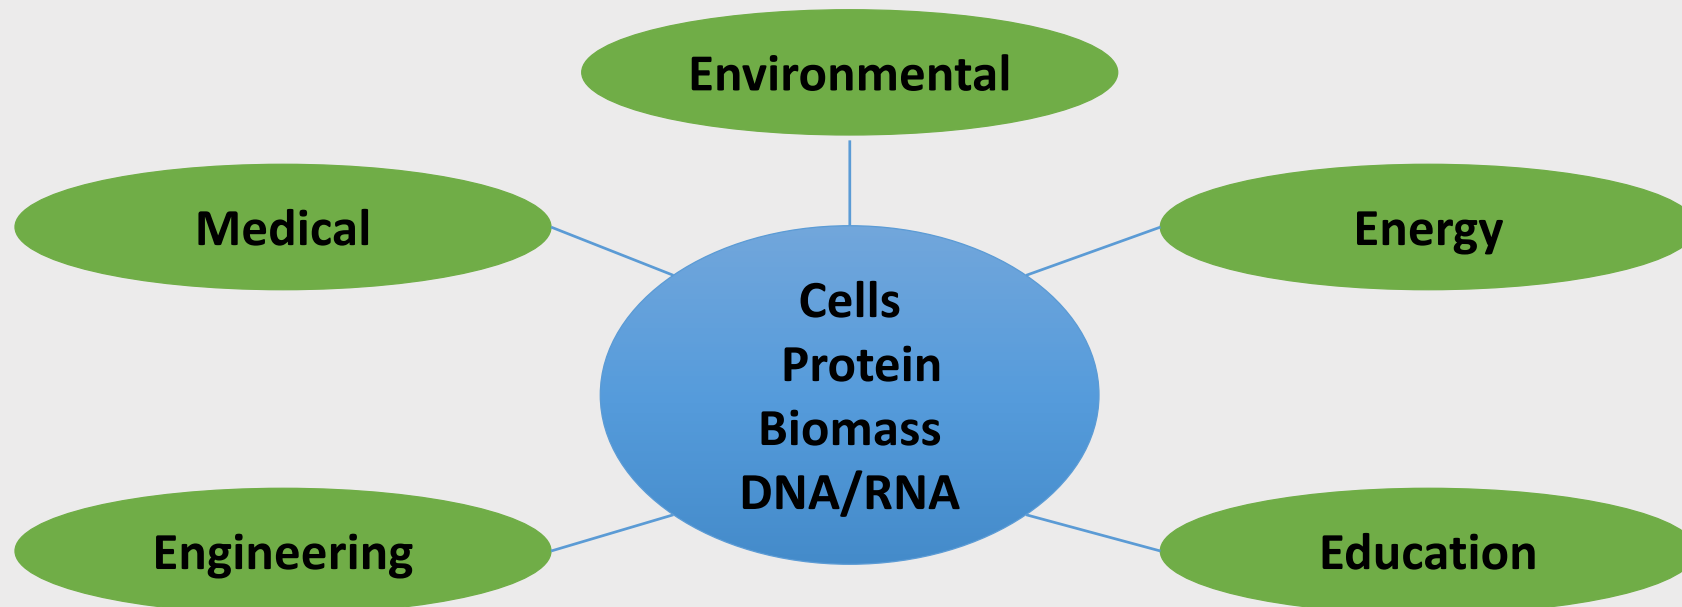 Environmental
Medical
Energy
Cells
Protein
Biomass
DNA/RNA
Engineering
Education